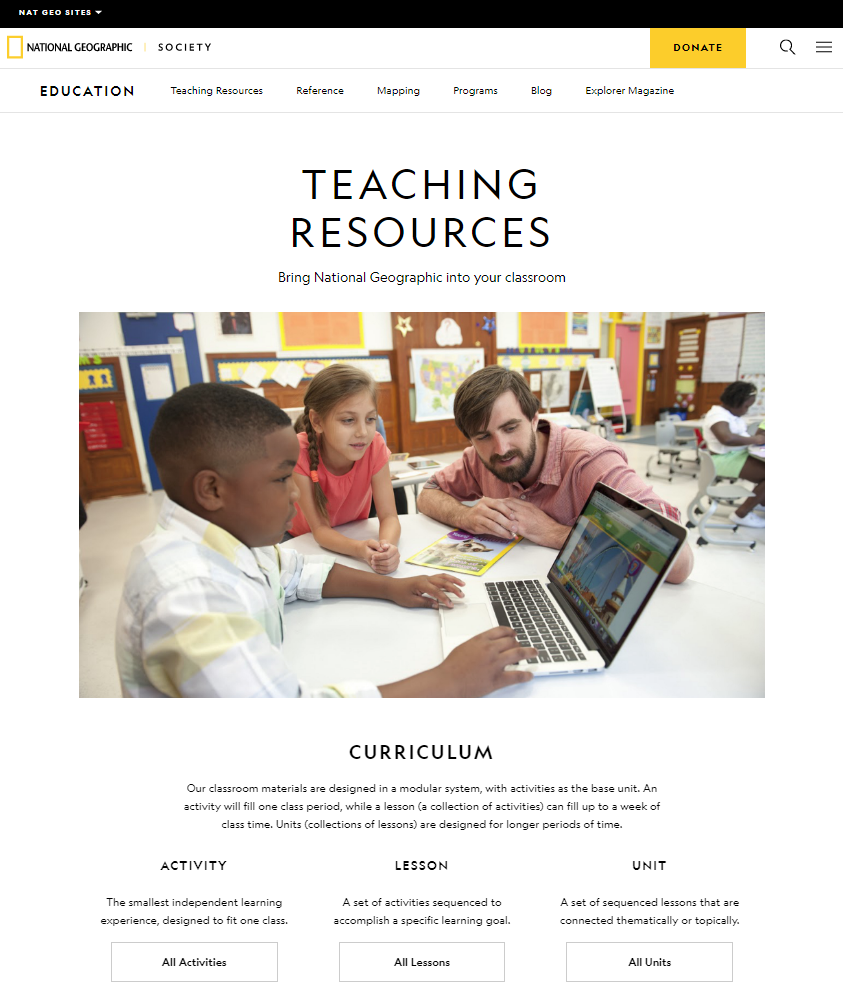 NAT GEO SITES
NATIONAL GEOGRAPHIC | SOCIETY
DONATE
EDUCATION
Teaching Resources
Reference
Mapping
Programs
Blog
Explorer Magazine
TEACHING
RESOURCES
Bring National Geographic into your classroom
CURRICULUM
Our classroom materials are designed in a modular system, with activities as the base unit. An
activity will fill one class period, while a lesson (a collection of activities) can fill up to a week of
class time. Units (collections of lessons) are designed for longer periods of time.
ACTIVITY
The smallest independent learning
experience, designed to fit one class.
All Activities
LESSON
A set of activities sequenced to
accomplish a specific learning goal.
All Lessons
UNIT
A set of sequenced lessons that are
connected thematically or topically.
All Units